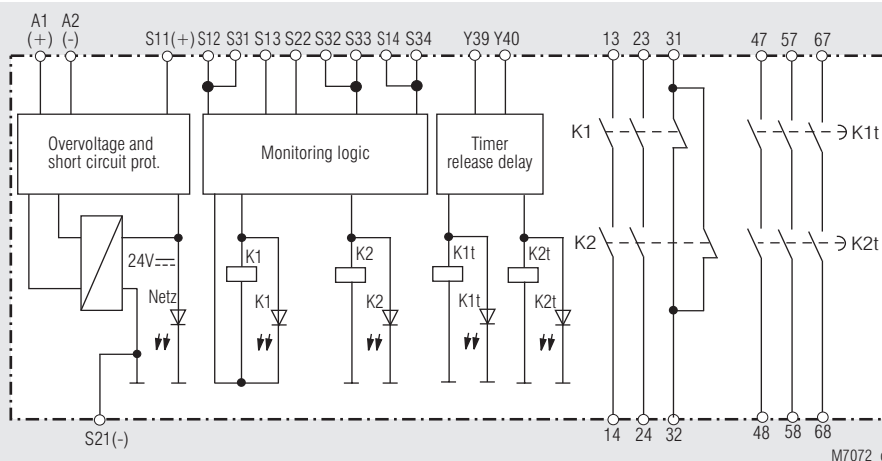 A1 A2
(+) (-) S11(+) S12 S31 S13 S22 S32 S33 S14 S34 Y39 Y40 13 23 31 47 57 67
Overvoltage and
short circuit prot.
Monitoring logic
Timer
release delay
K1
K1t
K2
K2t
24V
Netz
K1
K1
K2
K2
K1t
K1t
K2t
K2t
S21(-)
14 24 32 48 58 68
M7072